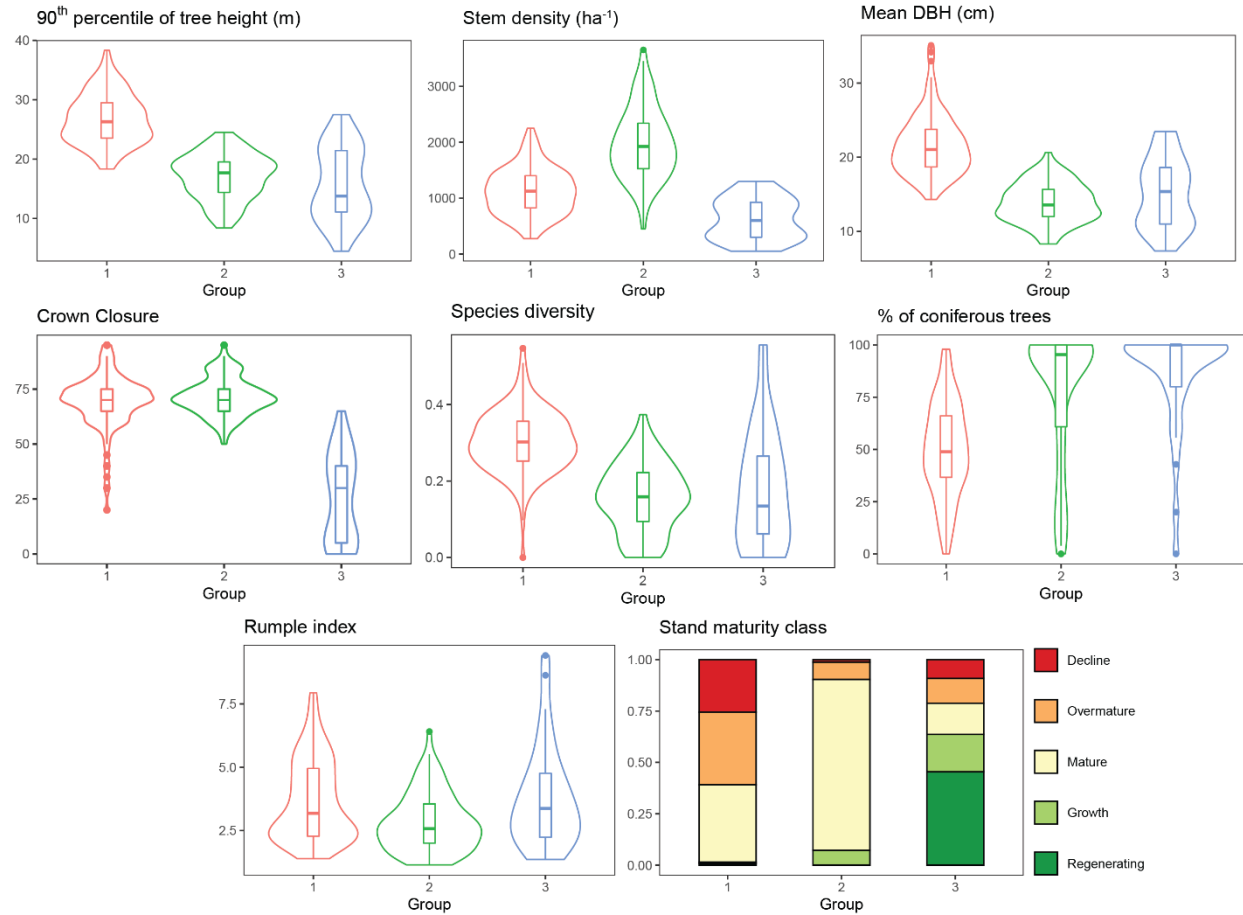 90th percentile of tree height (m)
40
30
20
10
1
2
3
Group
Stem density (ha-1)
3000
2000
1000
0
1
2
3
Group
Mean DBH (cm)
30
20
10
1
2
3
Group
Crown Closure
75
50
25
0
1
2
3
Group
Species diversity
0.4
0.2
0.0
1
2
3
Group
% of coniferous trees
100
75
50
25
0
1
2
3
Group
Rumple index
7.5
5.0
2.5
1
2
3
Group
Stand maturity class
1.00
0.75
0.50
0.25
0.00
1
2
3
Group
Decline
Overmature
Mature
Growth
Regenerating